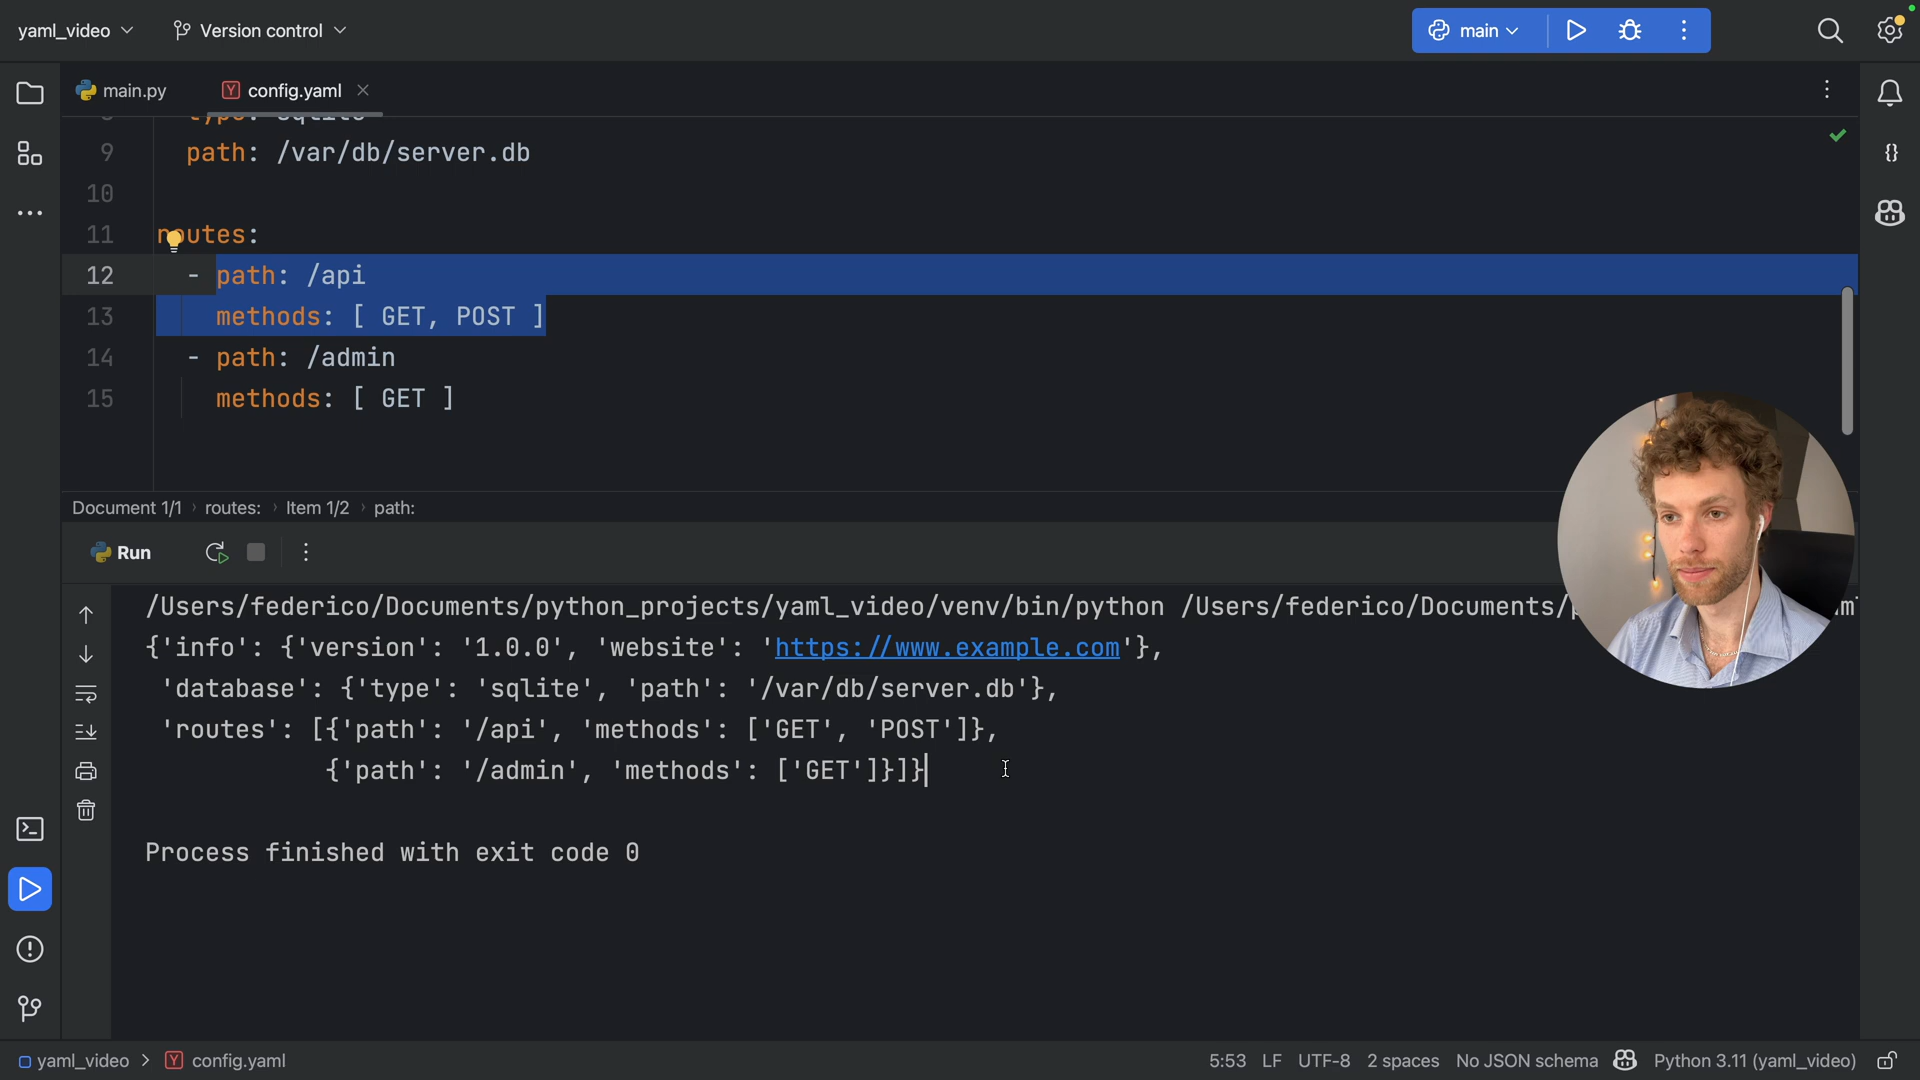 yaml_video
Version control
main
main.py
config.yaml
9 path: /var/db/server.db
10
11 routes:
12 - path: /api
13 methods: [ GET, POST ]
14 - path: /admin
15 methods: [ GET ]
Document 1/1 › routes: › Item 1/2 › path:
Run
/Users/federico/Documents/python_projects/yaml_video/venv/bin/python /Users/federico/Documents/
{'info': {'version': '1.0.0', 'website': 'https://www.example.com'},
'database': {'type': 'sqlite', 'path': '/var/db/server.db'},
'routes': [{'path': '/api', 'methods': ['GET', 'POST']},
{'path': '/admin', 'methods': ['GET']}]}
Process finished with exit code 0
yaml_video > config.yaml
5:53 LF UTF-8 2 spaces No JSON schema Python 3.11 (yaml_video)